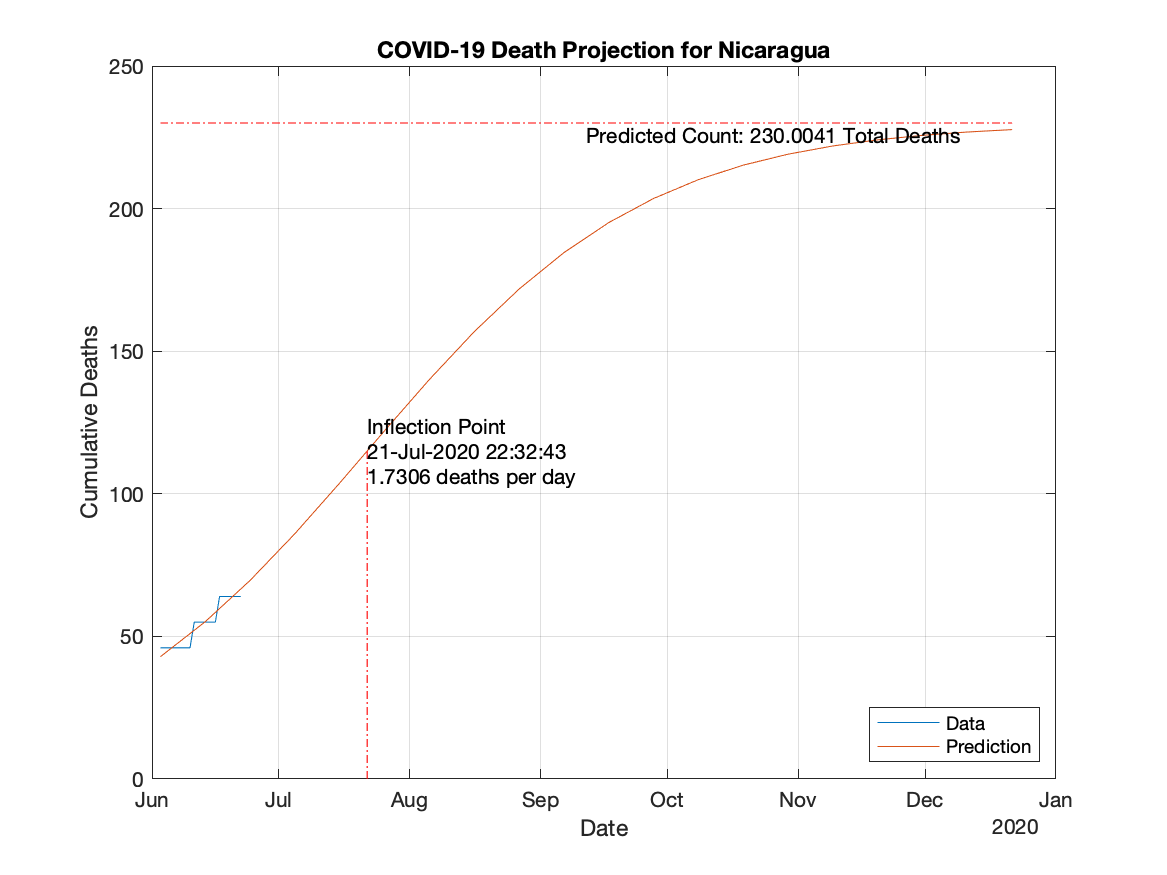 COVID-19 Death Projection for Nicaragua
250
200
150
100
50
0
Cumulative Deaths
Predicted Count: 230.0041 Total Deaths
Inflection Point
21-Jul-2020 22:32:43
1.7306 deaths per day
Data
Prediction
Jun Jul Aug Sep Oct Nov Dec Jan
Date
2020